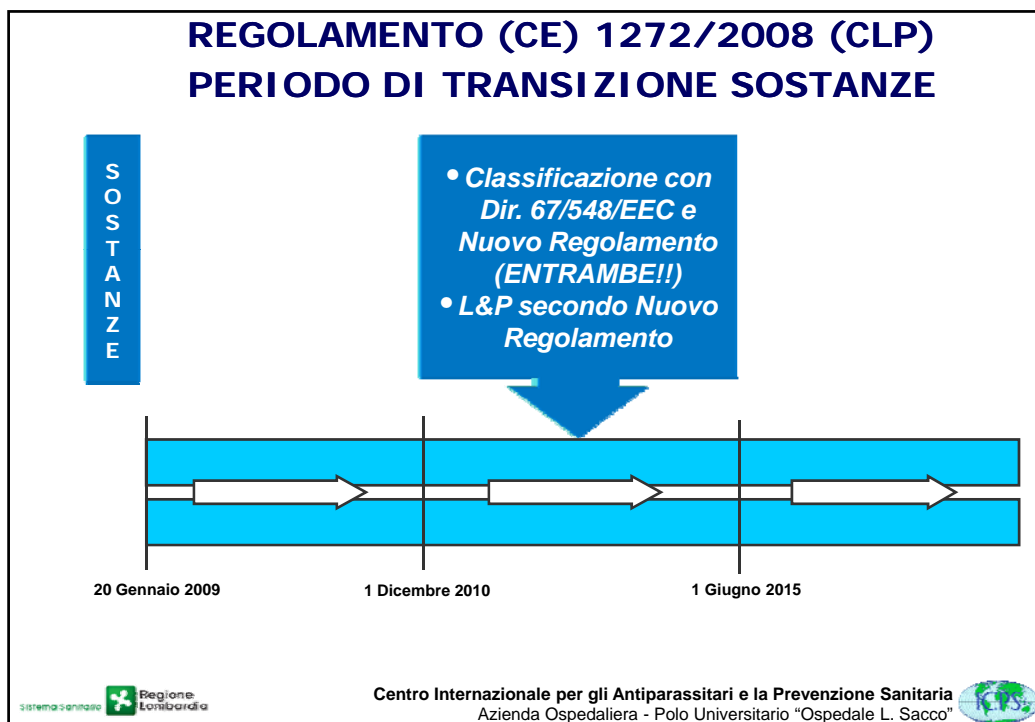 REGOLAMENTO (CE) 1272/2008 (CLP)
PERIODO DI TRANSIZIONE SOSTANZE
S
O
S
T
A
N
Z
E
• Classificazione con
Dir. 67/548/EEC e
Nuovo Regolamento
(ENTRAMBE!!)
• L&P secondo Nuovo
Regolamento
20 Gennaio 2009
1 Dicembre 2010
1 Giugno 2015
Sistema Sanitario
Regione
Lombardia
Centro Internazionale per gli Antiparassitari e la Prevenzione Sanitaria
Azienda Ospedaliera - Polo Universitario “Ospedale L. Sacco”
ICPS